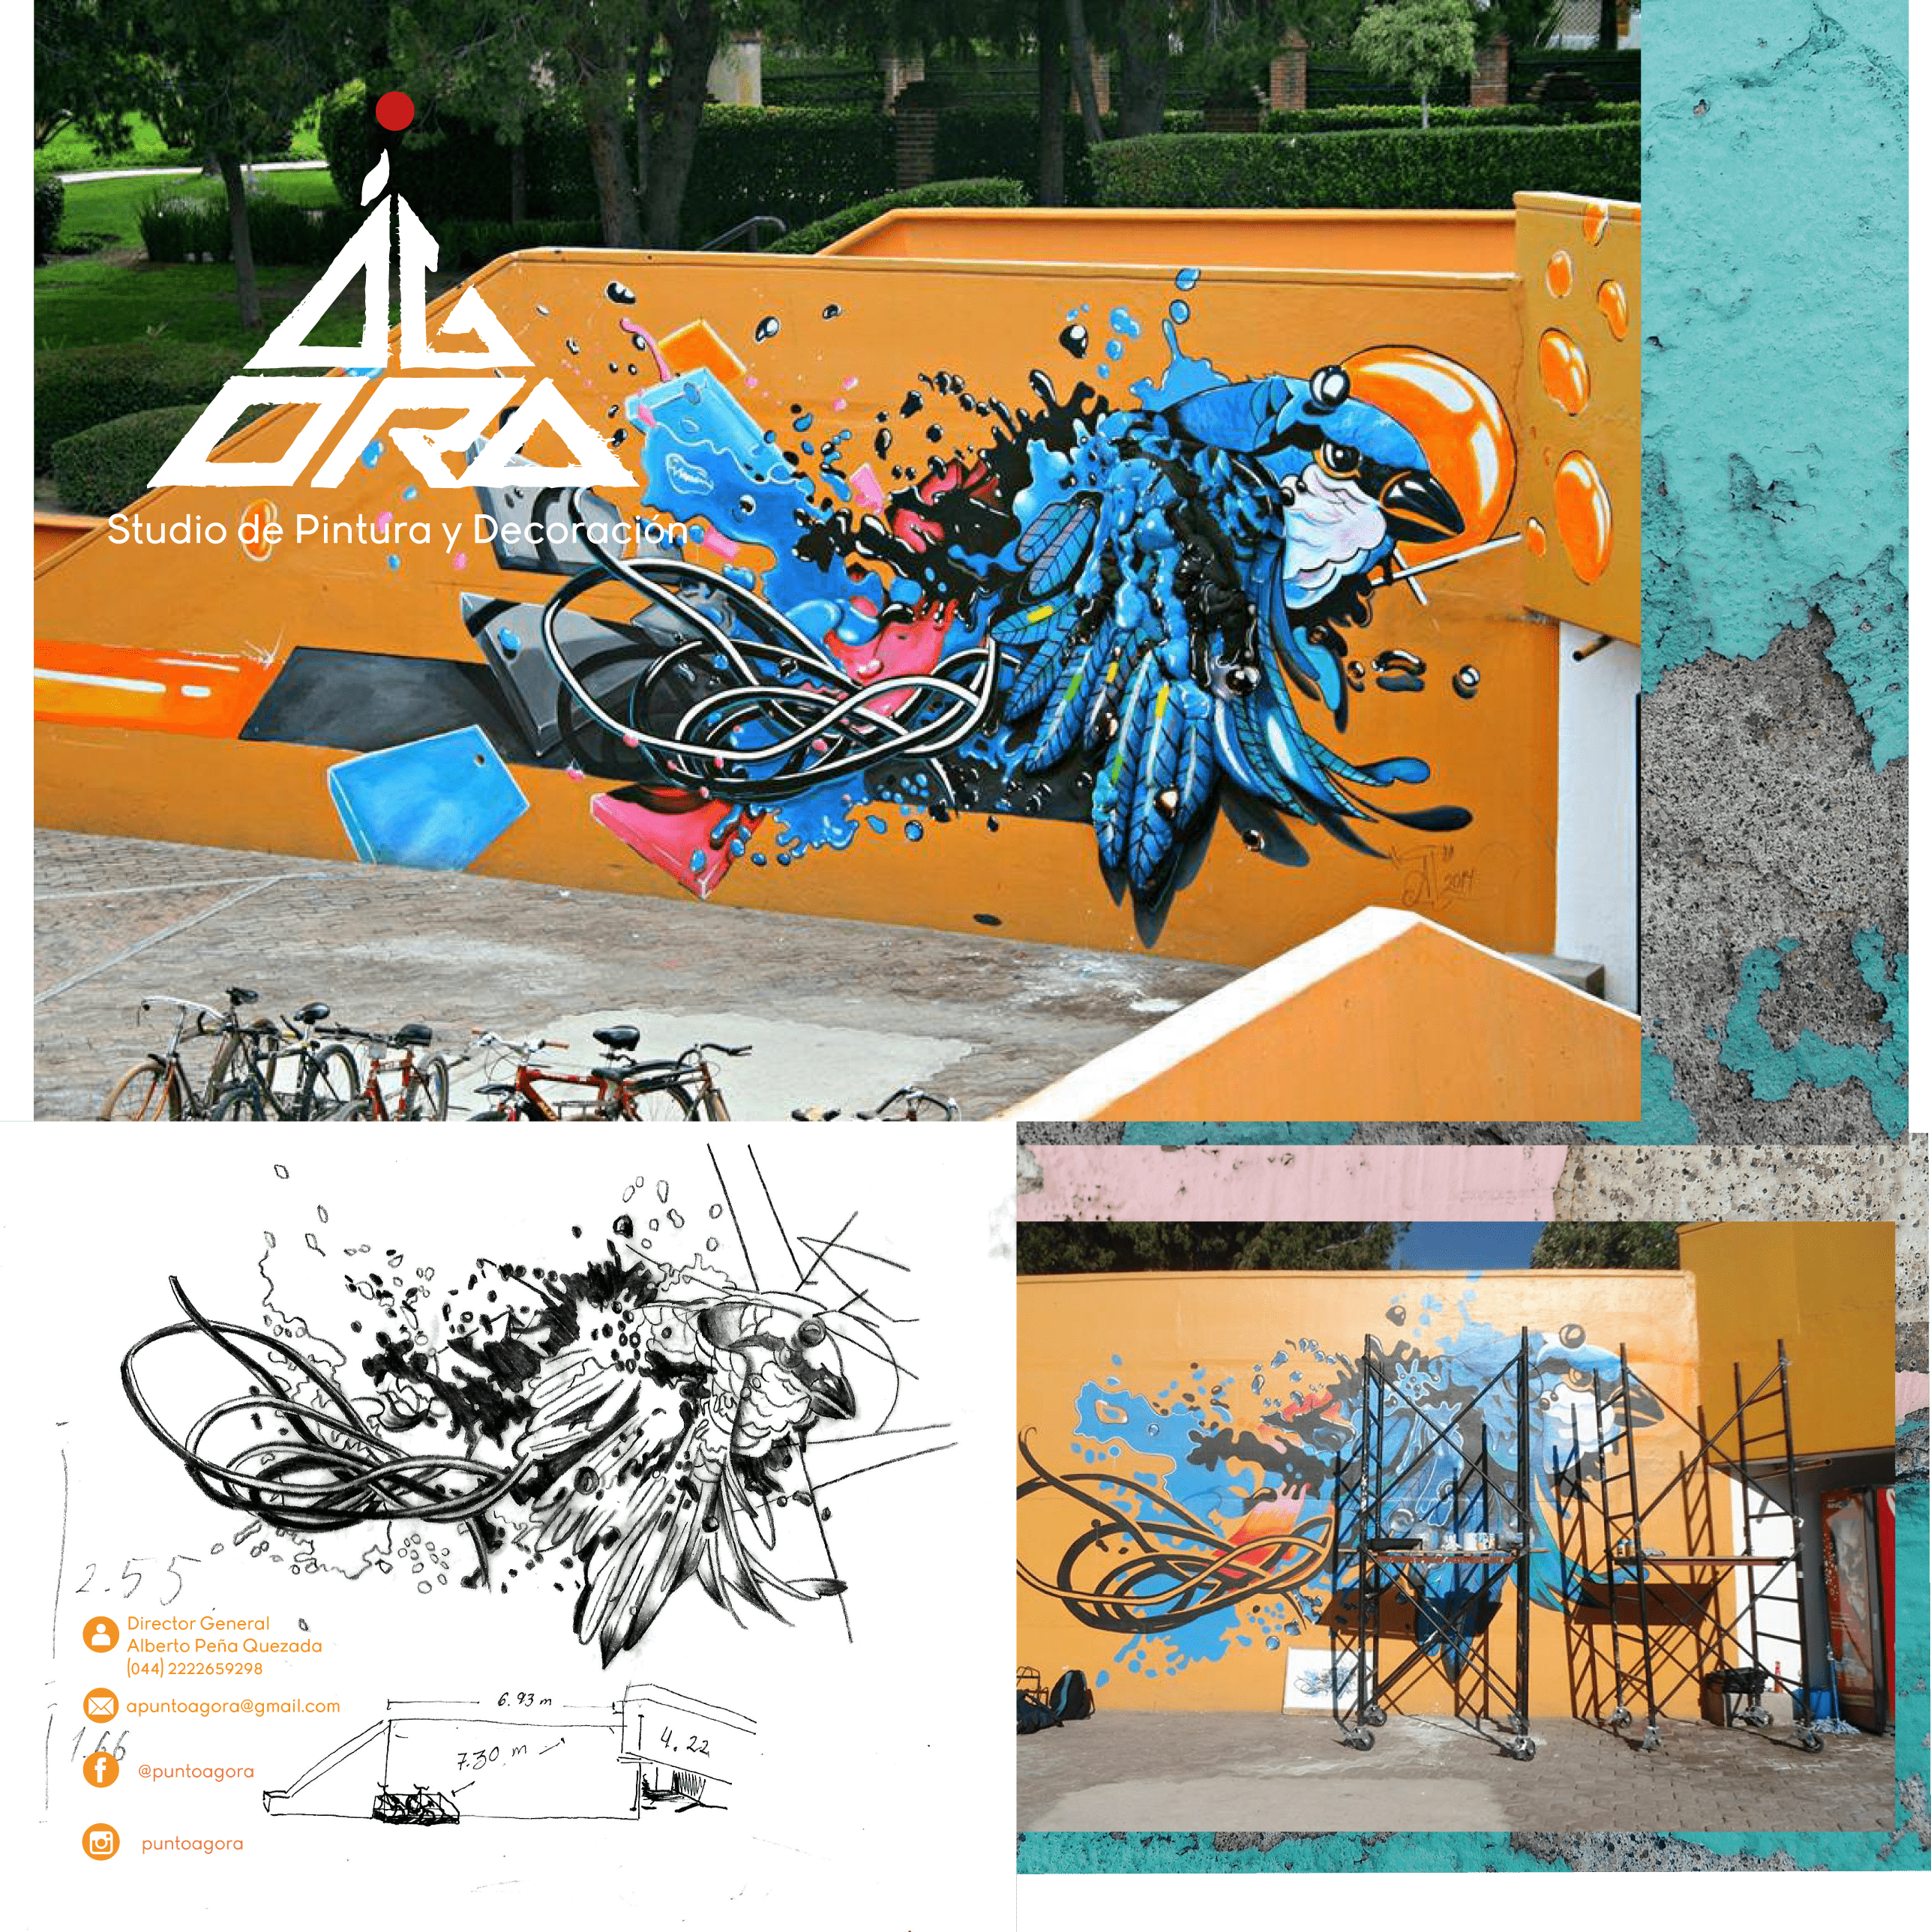 ÁGORA
Studio de Pintura y Decoración
2014
2.55
Director General
Alberto Peña Quezada
(044) 2222659298
apuntoagora@gmail.com
1.66
@puntoagora
puntoagora
6.93 m
7.30 m
4.22